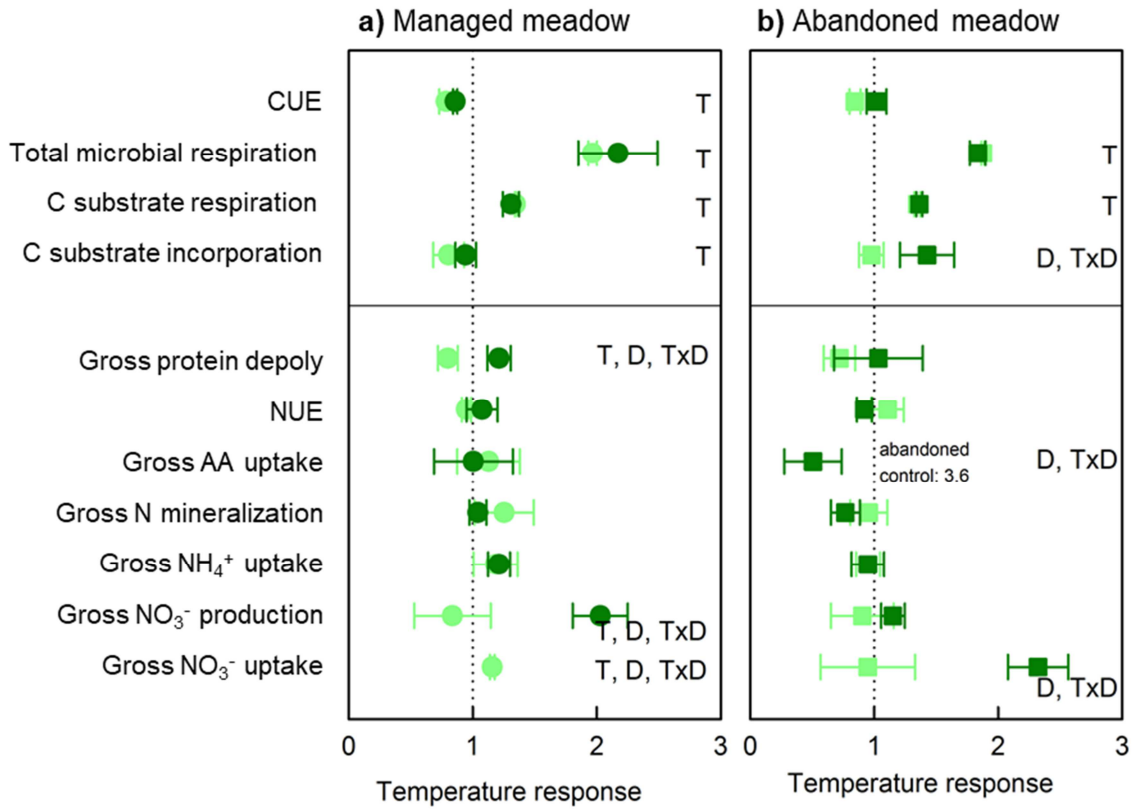 a) Managed meadow
b) Abandoned meadow
CUE
T
Total microbial respiration
T
T
C substrate respiration
T
T
C substrate incorporation
T
D, TxD
Gross protein depoly
T, D, TxD
NUE
Gross AA uptake
abandoned
control: 3.6
D, TxD
Gross N mineralization
Gross NH₄⁺ uptake
Gross NO₃⁻ production
T, D, TxD
Gross NO₃⁻ uptake
T, D, TxD
D, TxD
0 1 2 3
0 1 2 3
Temperature response
Temperature response